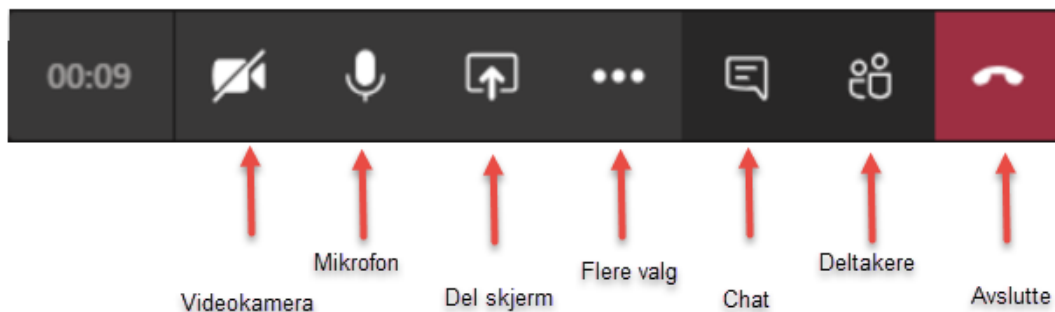 00:09
Videokamera
Mikrofon
Del skjerm
Flere valg
Chat
Deltakere
Avslutte